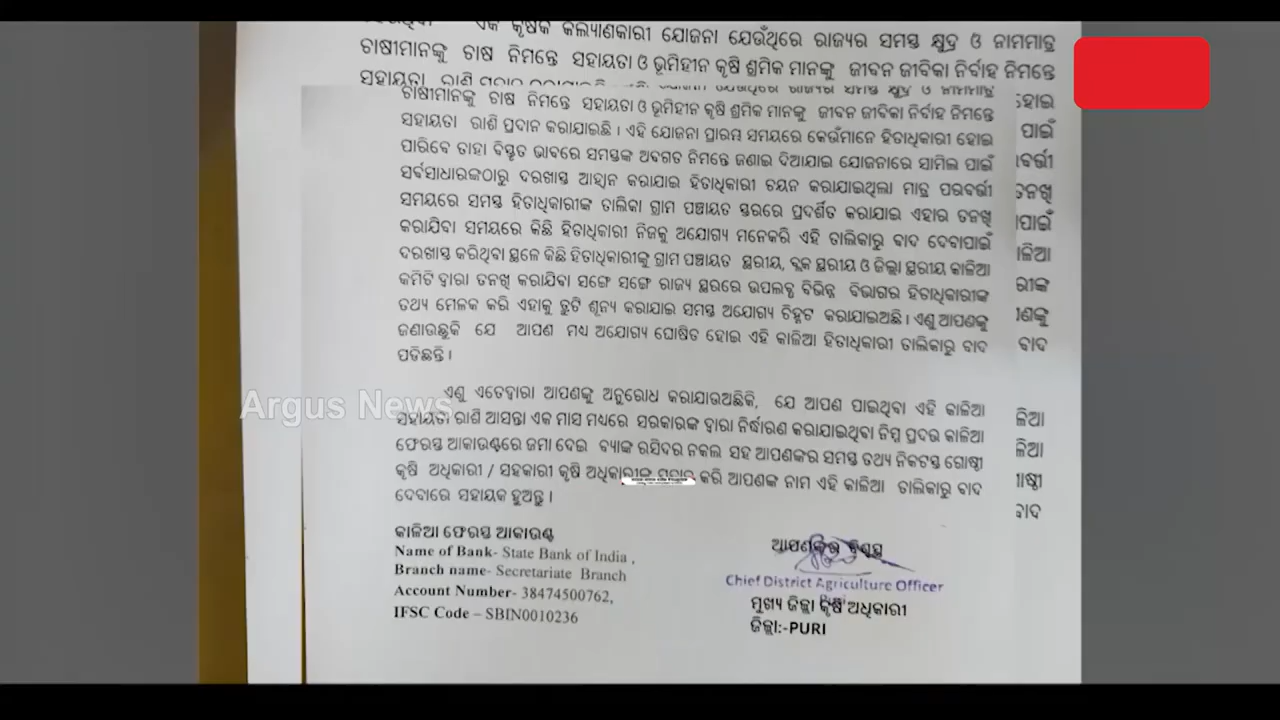 ଏକ କୃଷକ କଲ୍ୟାଣକାରୀ ଯୋଜନା ଯେଉଁଥିରେ ରାଜ୍ୟର ସମସ୍ତ କ୍ଷୁଦ୍ର ଓ ନାମମାତ୍ର
ଚାଷୀମାନଙ୍କୁ ଚାଷ ନିମନ୍ତେ ସହାୟତା ଓ ଭୂମିହୀନ କୃଷି ଶ୍ରମିକ ମାନଙ୍କୁ ଜୀବନ ଜୀବିକା ନିର୍ବାହ ନିମନ୍ତେ
ସହାୟତା
ଚାଷୀମାନଙ୍କୁ ଚାଷ ନିମନ୍ତେ ସହାୟତା ଓ ଭୂମିହୀନ କୃଷି ଶ୍ରମିକ ମାନଙ୍କୁ ଜୀବନ ଜୀବିକା ନିର୍ବାହ ନିମନ୍ତେ
ସହାୟତା ରାଶି ପ୍ରଦାନ କରାଯାଇଛି । ଏହି ଯୋଜନା ପ୍ରାରମ୍ଭ ସମୟରେ କେଉଁମାନେ ହିତାଧିକାରୀ ହୋଇ
ପାରିବେ ତାହା ବିସ୍ତୃତ ଭାବରେ ସମସ୍ତଙ୍କ ଅବଗତ ନିମନ୍ତେ ଜଣାଇ ଦିଆଯାଇ ଯୋଜନାରେ ସାମିଲ ପାଇଁ
ସର୍ବସାଧାରଙ୍କଠାରୁ ଦରଖାସ୍ତ ଆହ୍ୱାନ କରାଯାଇ ହିତାଧିକାରୀ ଚୟନ କରାଯାଇଥିଲା ମାତ୍ର ପରବର୍ତ୍ତୀ
ସମୟରେ ସମସ୍ତ ହିତାଧିକାରୀଙ୍କ ତାଲିକା ଗ୍ରାମ ପଞ୍ଚାୟତ ସ୍ତରରେ ପ୍ରଦର୍ଶିତ କରାଯାଇ ଏହାର ତନଖି
କରାଯିବା ସମୟରେ କିଛି ହିତାଧିକାରୀ ନିଜକୁ ଅଯୋଗ୍ୟ ମନେକରି ଏହି ତାଲିକାରୁ ବାଦ ଦେବାପାଇଁ
ଦରଖାସ୍ତ କରିଥିବା ସ୍ଥଳେ କିଛି ହିତାଧିକାରୀଙ୍କୁ ଗ୍ରାମ ପଞ୍ଚାୟତ ସ୍ତରୀୟ, ବ୍ଲକ ସ୍ତରୀୟ ଓ ଜିଲ୍ଲା ସ୍ତରୀୟ କାଳିଆ
କମିଟି ଦ୍ୱାରା ତନଖି କରାଯିବା ସଙ୍ଗେ ସଙ୍ଗେ ରାଜ୍ୟ ସ୍ତରରେ ଉପଲବ୍ଧ ବିଭିନ୍ନ ବିଭାଗର ହିତାଧିକାରୀଙ୍କ
ତଥ୍ୟ ମେଳକ କରି ଏହାକୁ ତ୍ରୁଟି ଶୂନ୍ୟ କରାଯାଇ ସମସ୍ତ ଅଯୋଗ୍ୟ ଚିହ୍ନଟ କରାଯାଇଅଛି । ଏଣୁ ଆପଣଙ୍କୁ
ଜଣାଉଛୁକି ଯେ ଆପଣ ମଧ୍ୟ ଅଯୋଗ୍ୟ ଘୋଷିତ ହୋଇ ଏହି କାଳିଆ ହିତାଧିକାରୀ ତାଲିକାରୁ ବାଦ
ପଡିଛନ୍ତି ।
ଏଣୁ ଏତେଦ୍ୱାରା ଆପଣଙ୍କୁ ଅନୁରୋଧ କରାଯାଉଅଛିକି, ଯେ ଆପଣ ପାଇଥିବା ଏହି କାଳିଆ
ସହାୟତା ରାଶି ଆସନ୍ତା ଏକ ମାସ ମଧ୍ୟରେ ସରକାରଙ୍କ ଦ୍ୱାରା ନିର୍ଦ୍ଧାରଣ କରାଯାଇଥିବା ନିମ୍ନ ପ୍ରଦତ୍ତ କାଳିଆ
ଫେରସ୍ତ ଆକାଉଣ୍ଟରେ ଜମା ଦେଇ ବ୍ୟାଙ୍କ ରସିଦର ନକଲ ସହ ଆପଣଙ୍କର ସମସ୍ତ ତଥ୍ୟ ନିକଟସ୍ତ ଗୋଷ୍ଠୀ
କୃଷି ଅଧିକାରୀ / ସହକାରୀ କୃଷି ଅଧିକାରୀଙ୍କୁ ପ୍ରଦାନ କରି ଆପଣଙ୍କ ନାମ ଏହି କାଳିଆ ତାଲିକାରୁ ବାଦ
ଦେବାରେ ସହାୟକ ହୁଅନ୍ତୁ ।
ହୋଇ
ପାଇଁ
ତନଖି
କାଳିଆ
ବାଦ
Argus News
କାଳିଆ ଫେରସ୍ତ ଆକାଉଣ୍ଟ
Name of Bank- State Bank of India ,
Branch name- Secretariate Branch
Account Number- 38474500762,
IFSC Code – SBIN0010236
ଆପଣଙ୍କର ବିଶ୍ୱସ୍ତ
Chief District Agriculture Officer
ମୁଖ୍ୟ ଜିଲ୍ଲା କୃଷି ଅଧିକାରୀ
ଜିଲ୍ଲା:-PURI